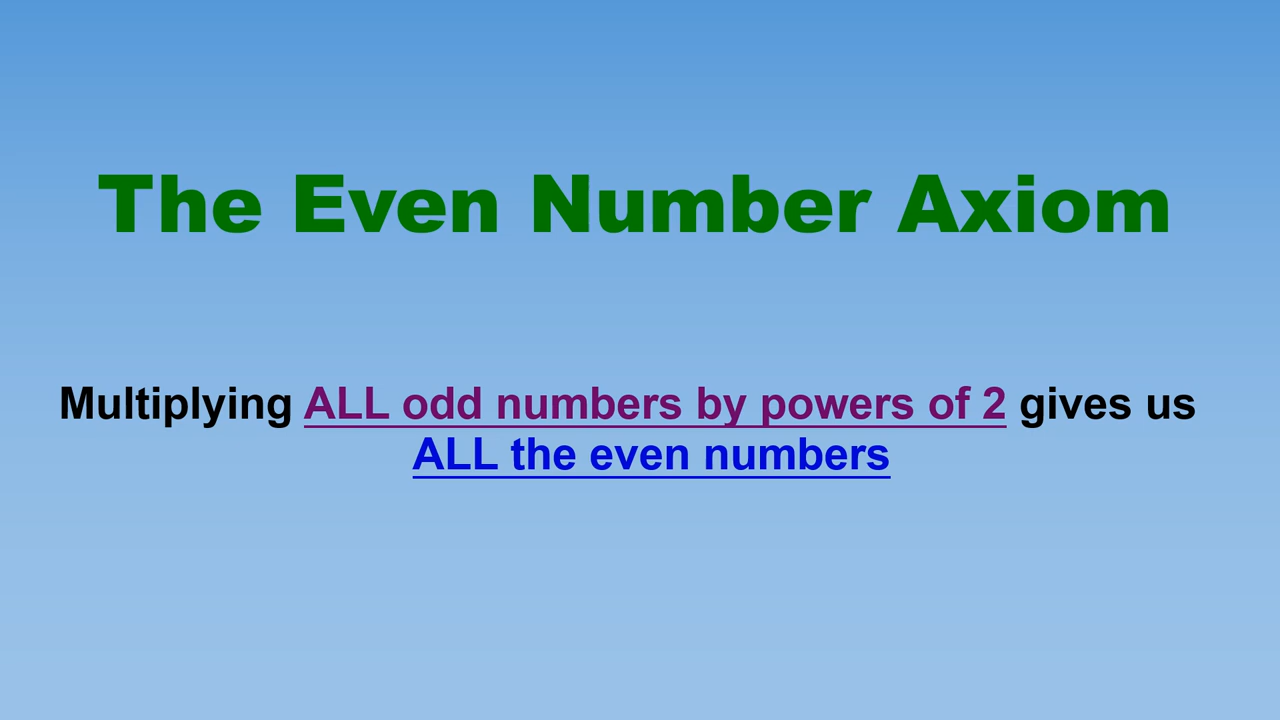 The Even Number Axiom
Multiplying ALL odd numbers by powers of 2 gives us
ALL the even numbers